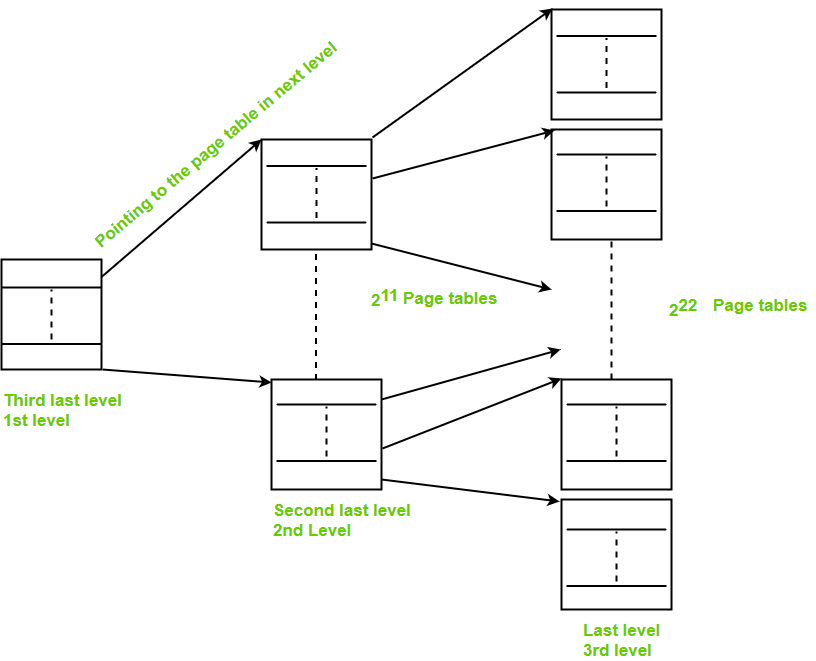 Pointing to the page table in next level
2^11 Page tables
2^22 Page tables
Third last level
1st level
Second last level
2nd Level
Last level
3rd level